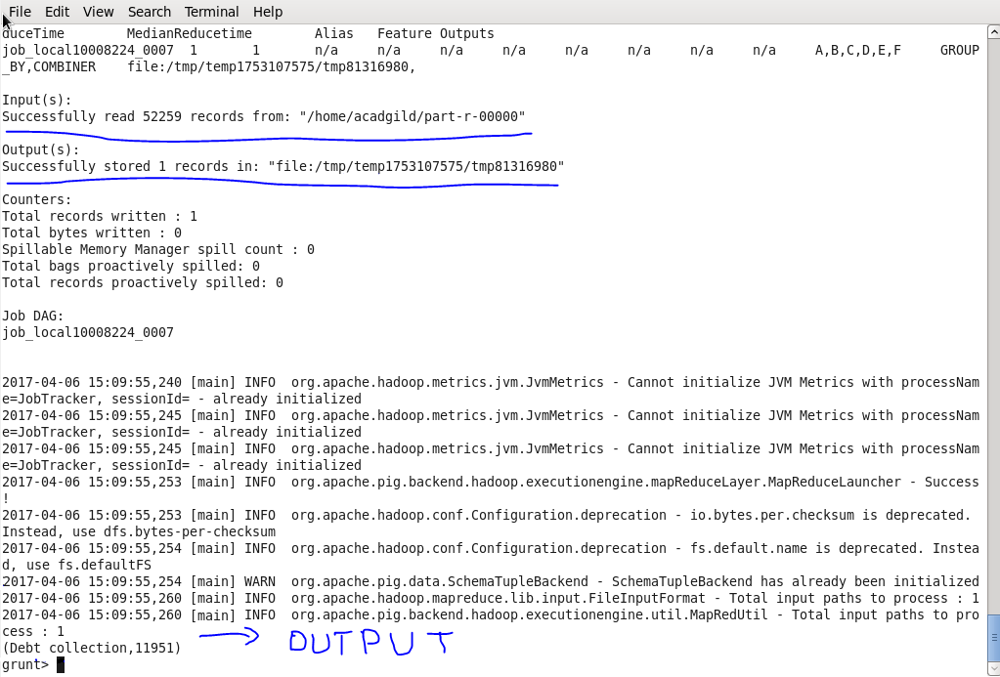 File Edit View Search Terminal Help
duceTime MedianReducetime Alias Feature Outputs
job_local10008224_0007 1 1 n/a n/a n/a n/a n/a n/a n/a n/a A,B,C,D,E,F GROUP
_BY,COMBINER file:/tmp/temp1753107575/tmp81316980,
Input(s):
Successfully read 52259 records from: "/home/acadgild/part-r-00000"
Output(s):
Successfully stored 1 records in: "file:/tmp/temp1753107575/tmp81316980"
Counters:
Total records written : 1
Total bytes written : 0
Spillable Memory Manager spill count : 0
Total bags proactively spilled: 0
Total records proactively spilled: 0
Job DAG:
job_local10008224_0007
2017-04-06 15:09:55,240 [main] INFO org.apache.hadoop.metrics.jvm.JvmMetrics - Cannot initialize JVM Metrics with processNam
e=JobTracker, sessionId= - already initialized
2017-04-06 15:09:55,245 [main] INFO org.apache.hadoop.metrics.jvm.JvmMetrics - Cannot initialize JVM Metrics with processNam
e=JobTracker, sessionId= - already initialized
2017-04-06 15:09:55,245 [main] INFO org.apache.hadoop.metrics.jvm.JvmMetrics - Cannot initialize JVM Metrics with processNam
e=JobTracker, sessionId= - already initialized
2017-04-06 15:09:55,253 [main] INFO org.apache.pig.backend.hadoop.executionengine.mapReduceLayer.MapReduceLauncher - Success
!
2017-04-06 15:09:55,253 [main] INFO org.apache.hadoop.conf.Configuration.deprecation - io.bytes.per.checksum is deprecated.
Instead, use dfs.bytes-per-checksum
2017-04-06 15:09:55,254 [main] INFO org.apache.hadoop.conf.Configuration.deprecation - fs.default.name is deprecated. Instea
d, use fs.defaultFS
2017-04-06 15:09:55,254 [main] WARN org.apache.pig.data.SchemaTupleBackend - SchemaTupleBackend has already been initialized
2017-04-06 15:09:55,260 [main] INFO org.apache.hadoop.mapreduce.lib.input.FileInputFormat - Total input paths to process : 1
2017-04-06 15:09:55,260 [main] INFO org.apache.pig.backend.hadoop.executionengine.util.MapRedUtil - Total input paths to pro
cess : 1
(Debt collection,11951) OUTPUT
grunt>